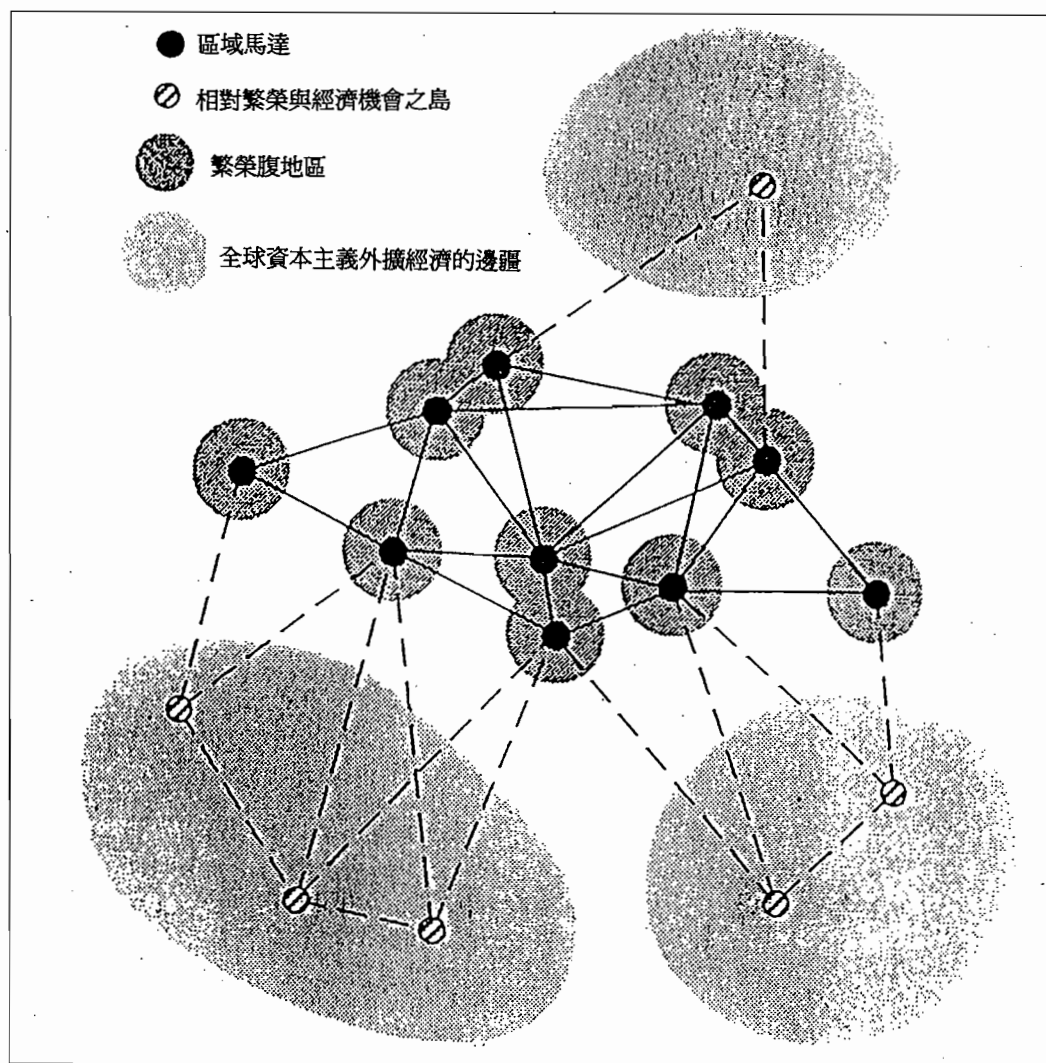 區域馬達
相對繁榮與經濟機會之島
繁榮腹地區
全球資本主義外擴經濟的邊疆